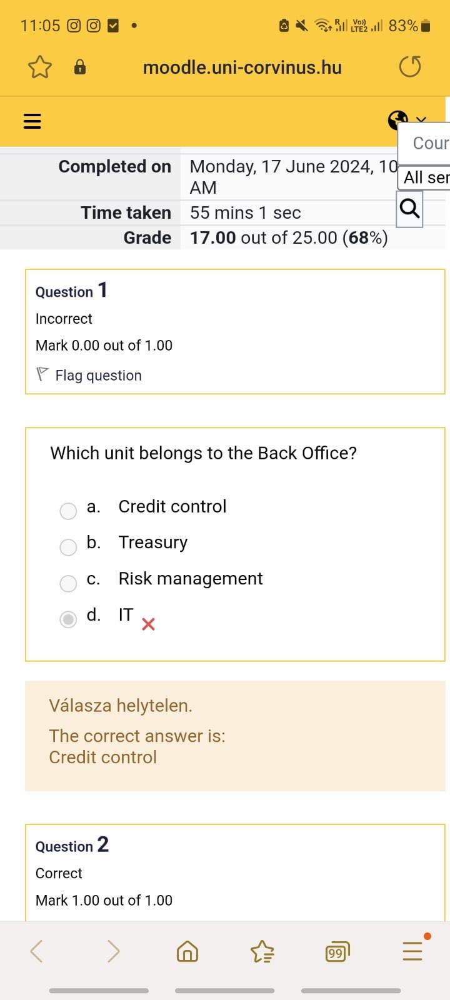 11:05
Vo)) LTE2 R 83%
moodle.uni-corvinus.hu
Cour
All ser
Completed on Monday, 17 June 2024, 10
AM
Time taken 55 mins 1 sec
Grade 17.00 out of 25.00 (68%)
Question 1
Incorrect
Mark 0.00 out of 1.00
Flag question
Which unit belongs to the Back Office?
a. Credit control
b. Treasury
c. Risk management
d. IT
Válasza helytelen.
The correct answer is:
Credit control
Question 2
Correct
Mark 1.00 out of 1.00
99